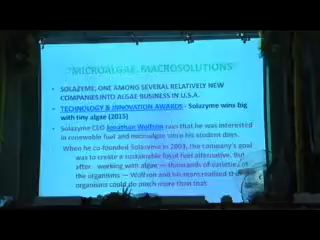 "MICROALGAE, MACROSOLUTIONS"
• SOLAZYME, ONE AMONG SEVERAL RELATIVELY NEW
COMPANIES INTO ALGAE BUSINESS IN U.S.A.
• TECHNOLOGY & INNOVATION AWARDS - Solazyme wins big
with tiny algae (2015)
• Solazyme CEO Jonathan Wolfson says that he was interested
in renewable fuel and microalgae since his student days.
When he co-founded Solazyme in 2003, the company's goal
was to create a sustainable fossil-fuel alternative. But
after working with algae — thousands of varieties of
the organisms — Wolfson and his team realised the
organisms could do much more than that